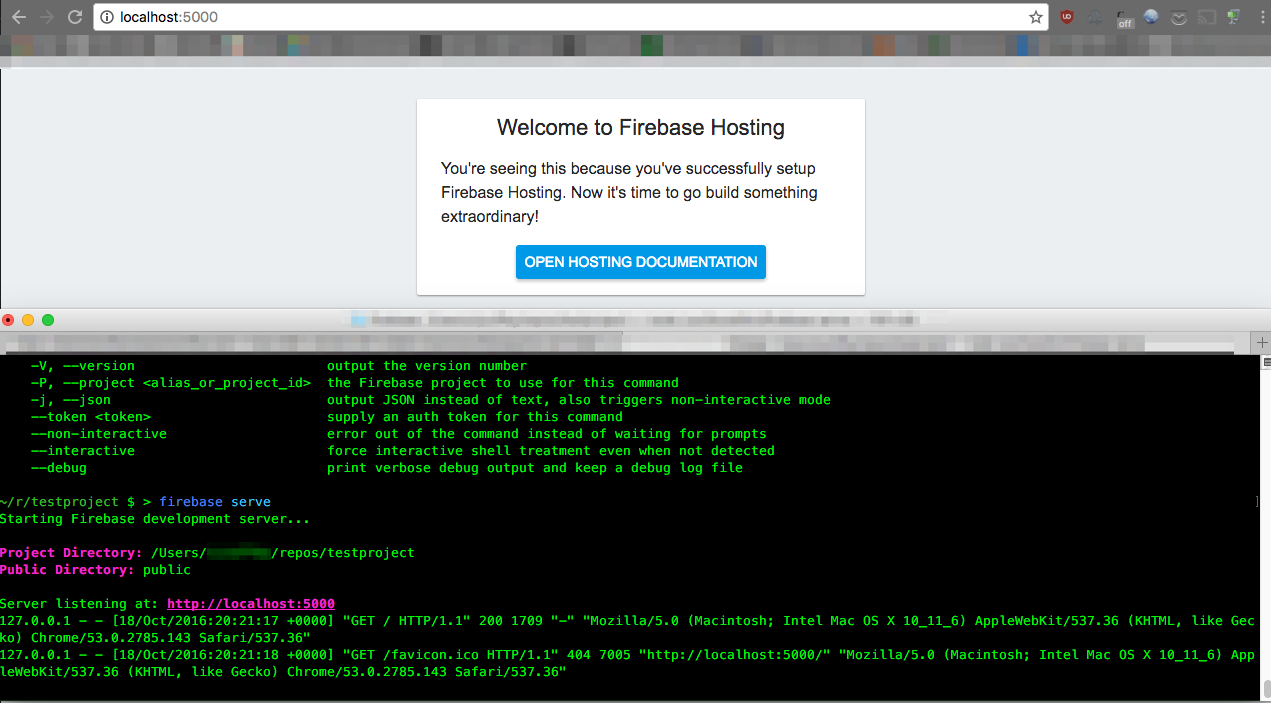 localhost:5000
off
Welcome to Firebase Hosting
You're seeing this because you've successfully setup
Firebase Hosting. Now it's time to go build something
extraordinary!
OPEN HOSTING DOCUMENTATION
-V, --version output the version number
-P, --project <alias_or_project_id> the Firebase project to use for this command
-j, --json output JSON instead of text, also triggers non-interactive mode
--token <token> supply an auth token for this command
--non-interactive error out of the command instead of waiting for prompts
--interactive force interactive shell treatment even when not detected
--debug print verbose debug output and keep a debug log file
~/r/testproject $ > firebase serve ]
Starting Firebase development server...
Project Directory: /Users/ /repos/testproject
Public Directory: public
Server listening at: http://localhost:5000
127.0.0.1 - - [18/Oct/2016:20:21:17 +0000] "GET / HTTP/1.1" 200 1709 "-" "Mozilla/5.0 (Macintosh; Intel Mac OS X 10_11_6) AppleWebKit/537.36 (KHTML, like Gec
ko) Chrome/53.0.2785.143 Safari/537.36"
127.0.0.1 - - [18/Oct/2016:20:21:18 +0000] "GET /favicon.ico HTTP/1.1" 404 7005 "http://localhost:5000/" "Mozilla/5.0 (Macintosh; Intel Mac OS X 10_11_6) App
leWebKit/537.36 (KHTML, like Gecko) Chrome/53.0.2785.143 Safari/537.36"